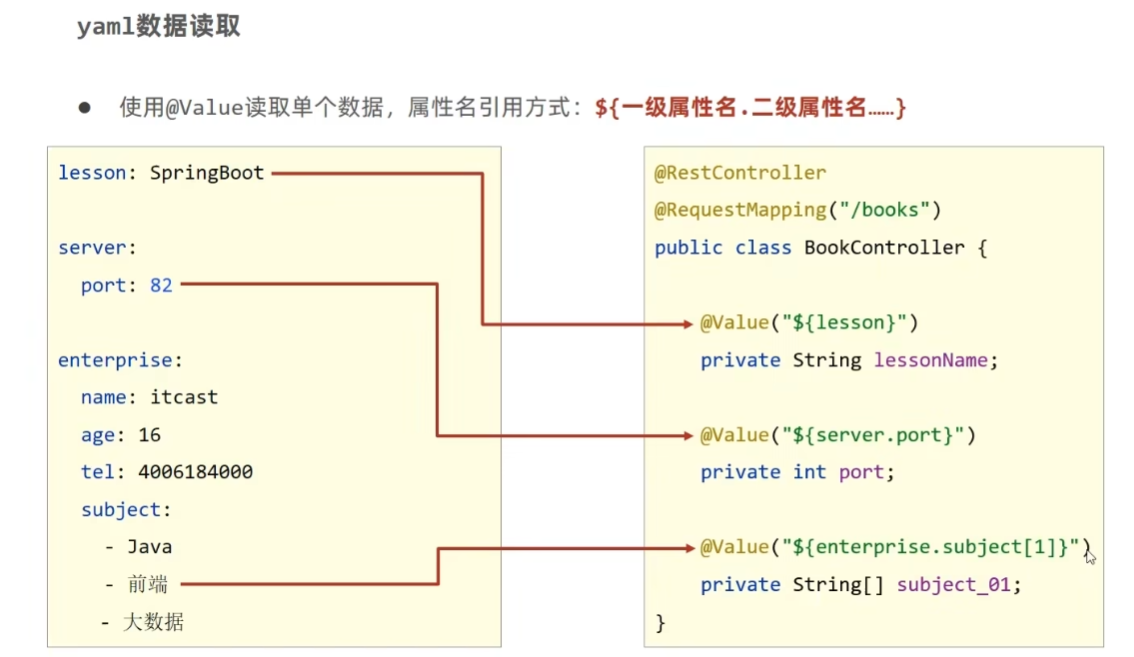 yaml数据读取
● 使用@Value读取单个数据，属性名引用方式：${一级属性名.二级属性名……}
lesson: SpringBoot
server:
port: 82
enterprise:
name: itcast
age: 16
tel: 4006184000
subject:
- Java
- 前端
- 大数据
@RestController
@RequestMapping("/books")
public class BookController {
@Value("${lesson}")
private String lessonName;
@Value("${server.port}")
private int port;
@Value("${enterprise.subject[1]}")
private String[] subject_01;
}